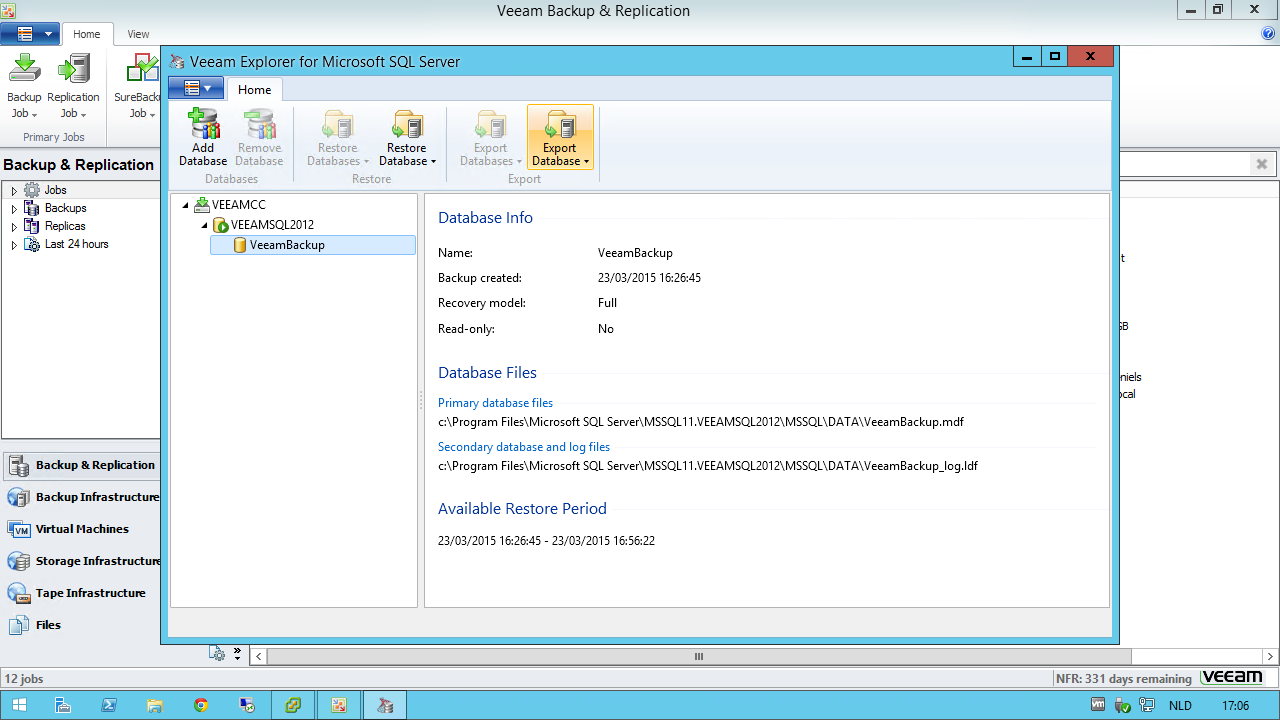 Veeam Backup & Replication
Home
View
Backup Job
Replication Job
SureBackup Job
Primary Jobs
Veeam Explorer for Microsoft SQL Server
Home
Add Database
Remove Database
Restore Databases
Restore Database
Export Databases
Export Database
Databases
Restore
Export
Backup & Replication
Jobs
Backups
Replicas
Last 24 hours
VEEAMCC
VEEAMSQL2012
VeeamBackup
Database Info
Name: VeeamBackup
Backup created: 23/03/2015 16:26:45
Recovery model: Full
Read-only: No
Database Files
Primary database files
c:\Program Files\Microsoft SQL Server\MSSQL11.VEEAMSQL2012\MSSQL\DATA\VeeamBackup.mdf
Secondary database and log files
c:\Program Files\Microsoft SQL Server\MSSQL11.VEEAMSQL2012\MSSQL\DATA\VeeamBackup_log.ldf
Available Restore Period
23/03/2015 16:26:45 - 23/03/2015 16:56:22
Backup & Replication
Backup Infrastructure
Virtual Machines
Storage Infrastructure
Tape Infrastructure
Files
12 jobs
NFR: 331 days remaining
veeam
NLD
17:06